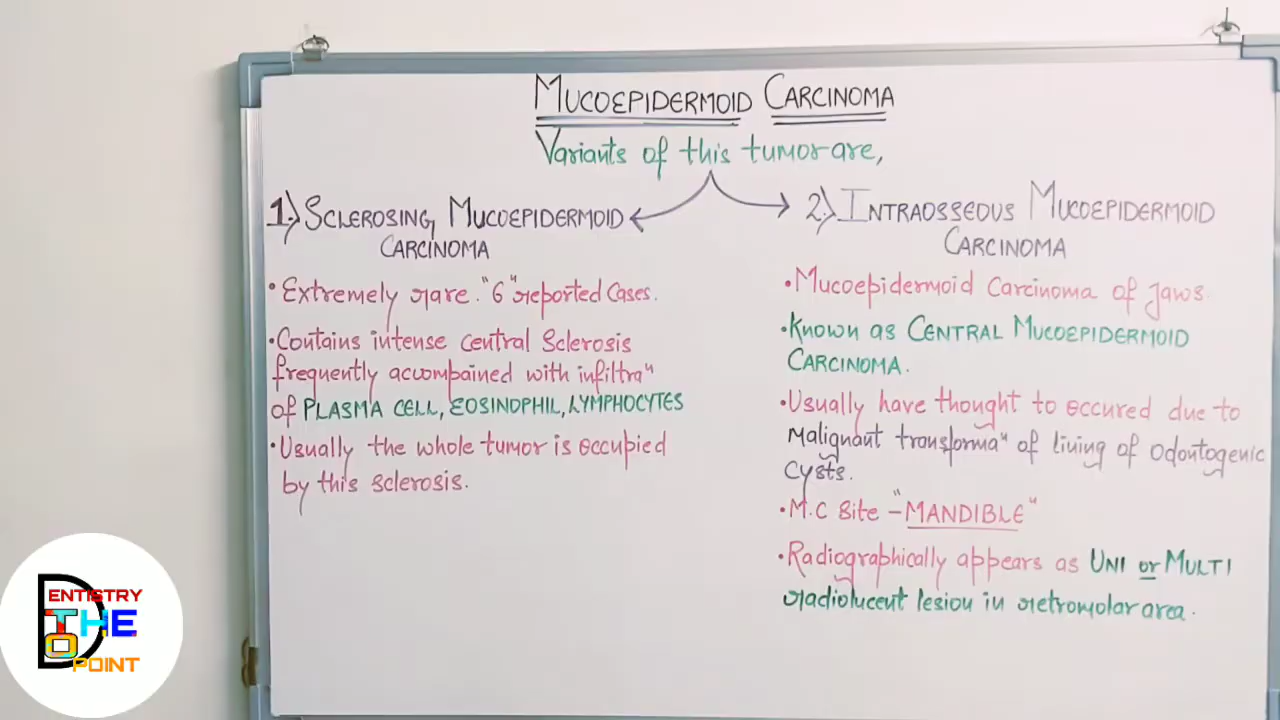 MUCOEPIDERMOID CARCINOMA
Variants of this tumor are,
1.) SCLEROSING MUCOEPIDERMOID
CARCINOMA
• Extremely rare. "6" reported Cases.
• Contains intense central Sclerosis
frequently accompained with infiltraⁿ
of PLASMA CELL, EOSINOPHIL, LYMPHOCYTES
• Usually the whole tumor is occupied
by this sclerosis.
2.) INTRAOSSEOUS MUCOEPIDERMOID
CARCINOMA
• Mucoepidermoid Carcinoma of Jaws.
• Known as CENTRAL MUCOEPIDERMOID
CARCINOMA.
• Usually have thought to occured due to
Malignant transformaⁿ of living of Odontogenic
Cysts.
• M.C Site - "MANDIBLE"
• Radiographically appears as UNI or MULTI
radiolucent lesion in retromolar area.
DENTISTRY
THE
TO
POINT